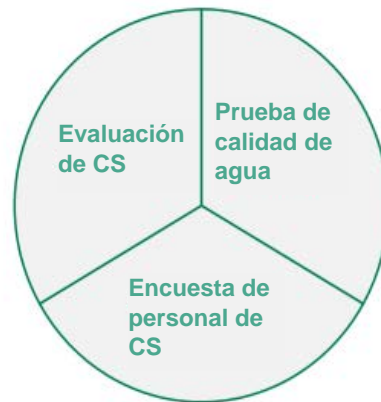 Evaluación
de CS
Prueba de
calidad de
agua
Encuesta de
personal de
CS